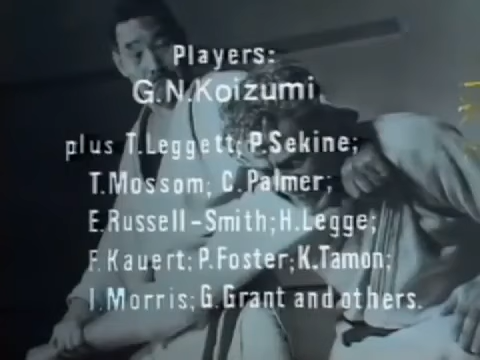 Players:
G.N.Koizumi
plus T.Leggett; P.Sekine;
T.Mossom; C.Palmer;
E.Russell-Smith; H.Legge;
F.Kauert; P.Foster; K.Tamon;
I.Morris; G.Grant and others.